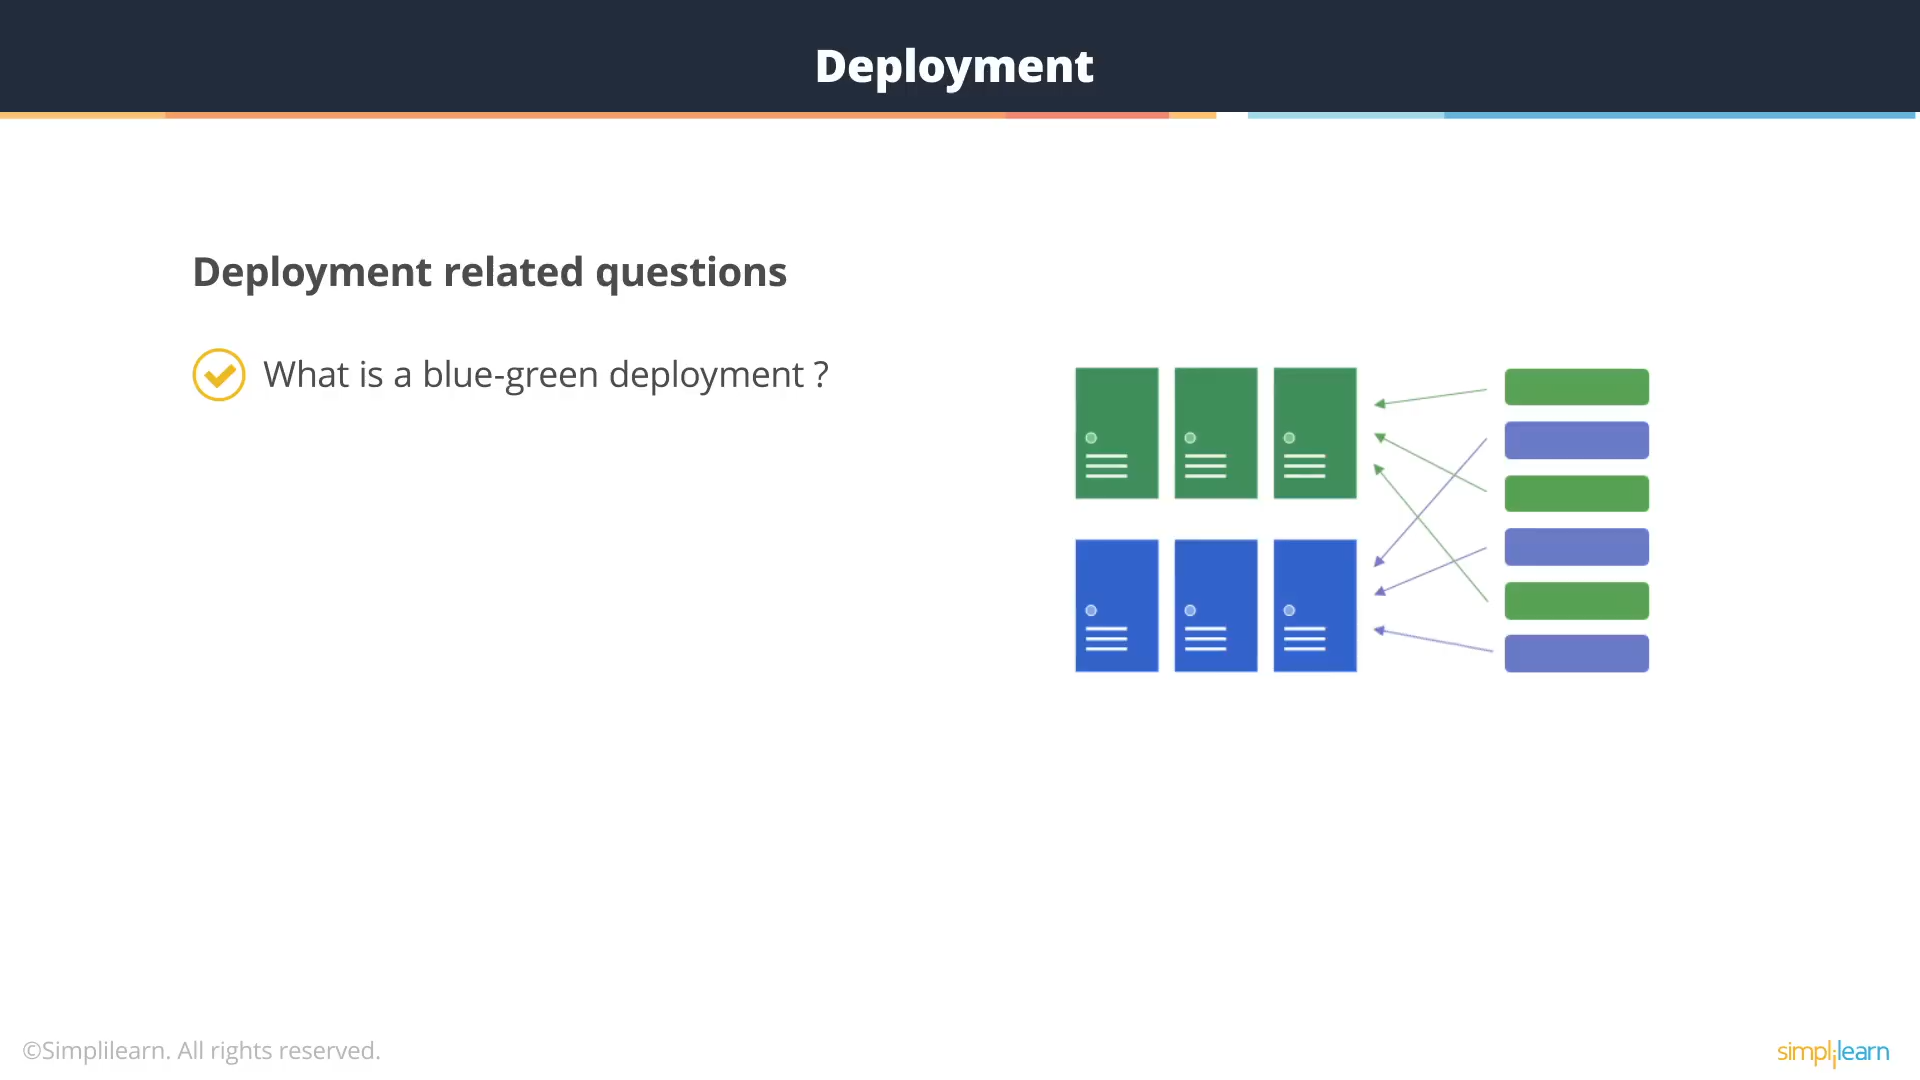 Deployment
Deployment related questions
What is a blue-green deployment ?
©Simplilearn. All rights reserved.
simplilearn